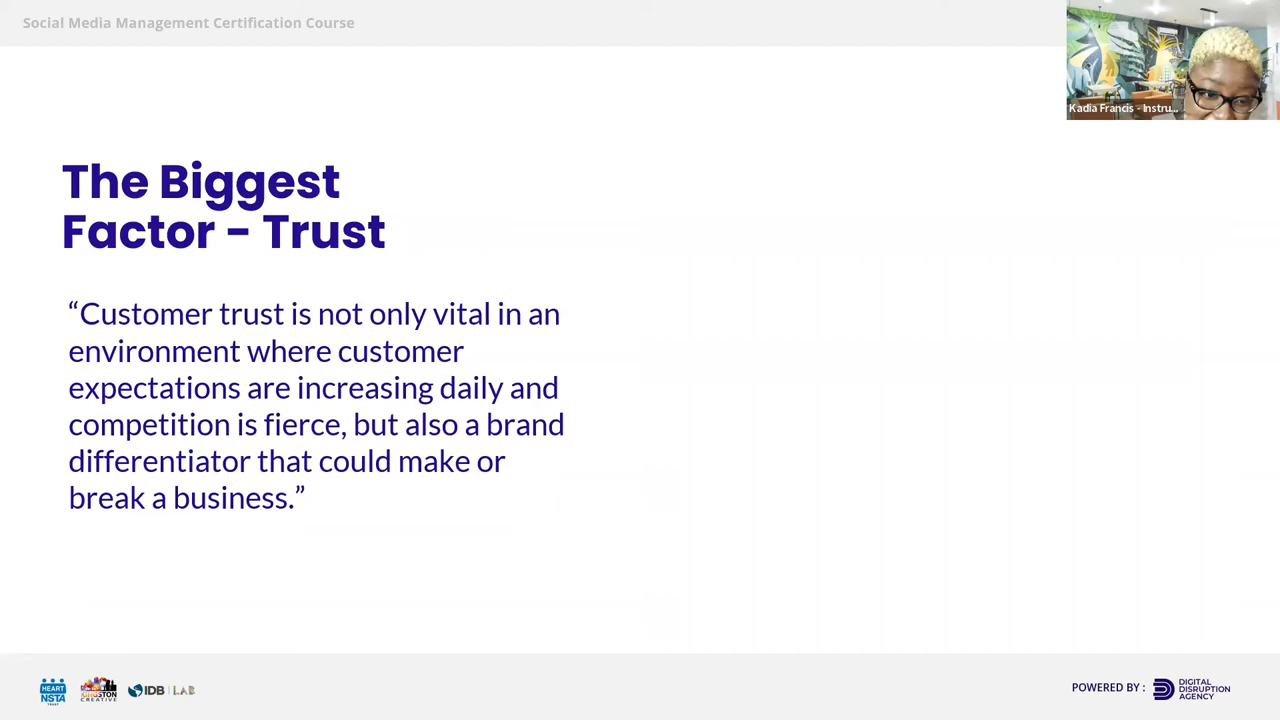 Social Media Management Certification Course
Kadia Francis - Instru...
The Biggest
Factor - Trust
“Customer trust is not only vital in an
environment where customer
expectations are increasing daily and
competition is fierce, but also a brand
differentiator that could make or
break a business.”
HEART
NSTA
TRUST
KINGSTON
CREATIVE
IDB | LAB
POWERED BY :
DIGITAL
DISRUPTION
AGENCY